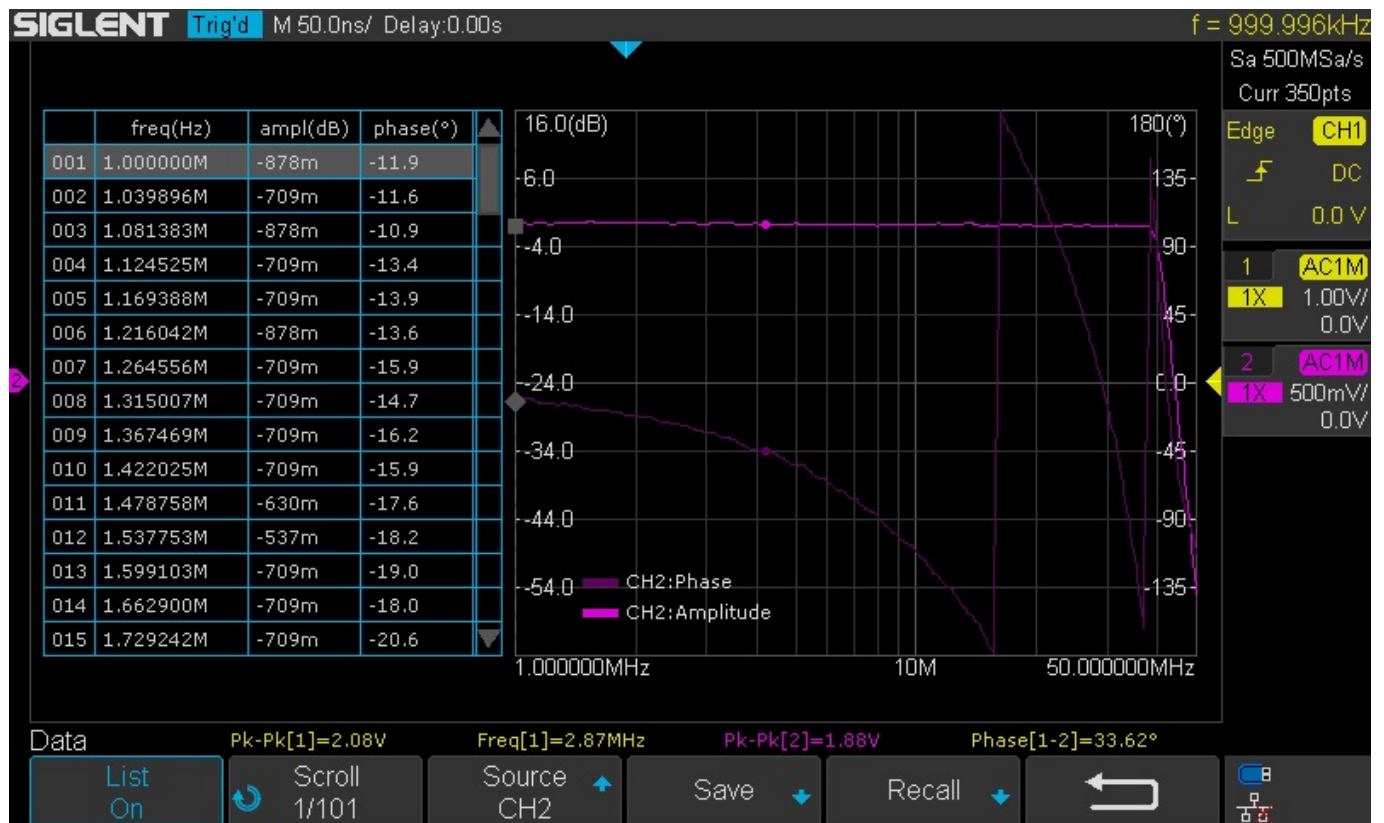 SIGLENT Trig'd M 50.0ns/ Delay:0.00s f = 999.996kHz
Sa 500MSa/s
Curr 350pts
Edge CH1
DC
L 0.0 V
1 AC1M
1X 1.00V/
0.0V
2 AC1M
1X 500mV/
0.0V
2
freq(Hz) ampl(dB) phase(°)
001 1.000000M -878m -11.9
002 1.039896M -709m -11.6
003 1.081383M -878m -10.9
004 1.124525M -709m -13.4
005 1.169388M -709m -13.9
006 1.216042M -878m -13.6
007 1.264556M -709m -15.9
008 1.315007M -709m -14.7
009 1.367469M -709m -16.2
010 1.422025M -709m -15.9
011 1.478758M -630m -17.6
012 1.537753M -537m -18.2
013 1.599103M -709m -19.0
014 1.662900M -709m -18.0
015 1.729242M -709m -20.6
16.0(dB) 180(°)
6.0 135
-4.0 90
-14.0 45
-24.0 0.0
-34.0 -45
-44.0 -90
-54.0 -135
CH2:Phase
CH2:Amplitude
1.000000MHz 10M 50.000000MHz
Data Pk-Pk[1]=2.08V Freq[1]=2.87MHz Pk-Pk[2]=1.88V Phase[1-2]=33.62°
List
On
Scroll
1/101
Source
CH2
Save
Recall